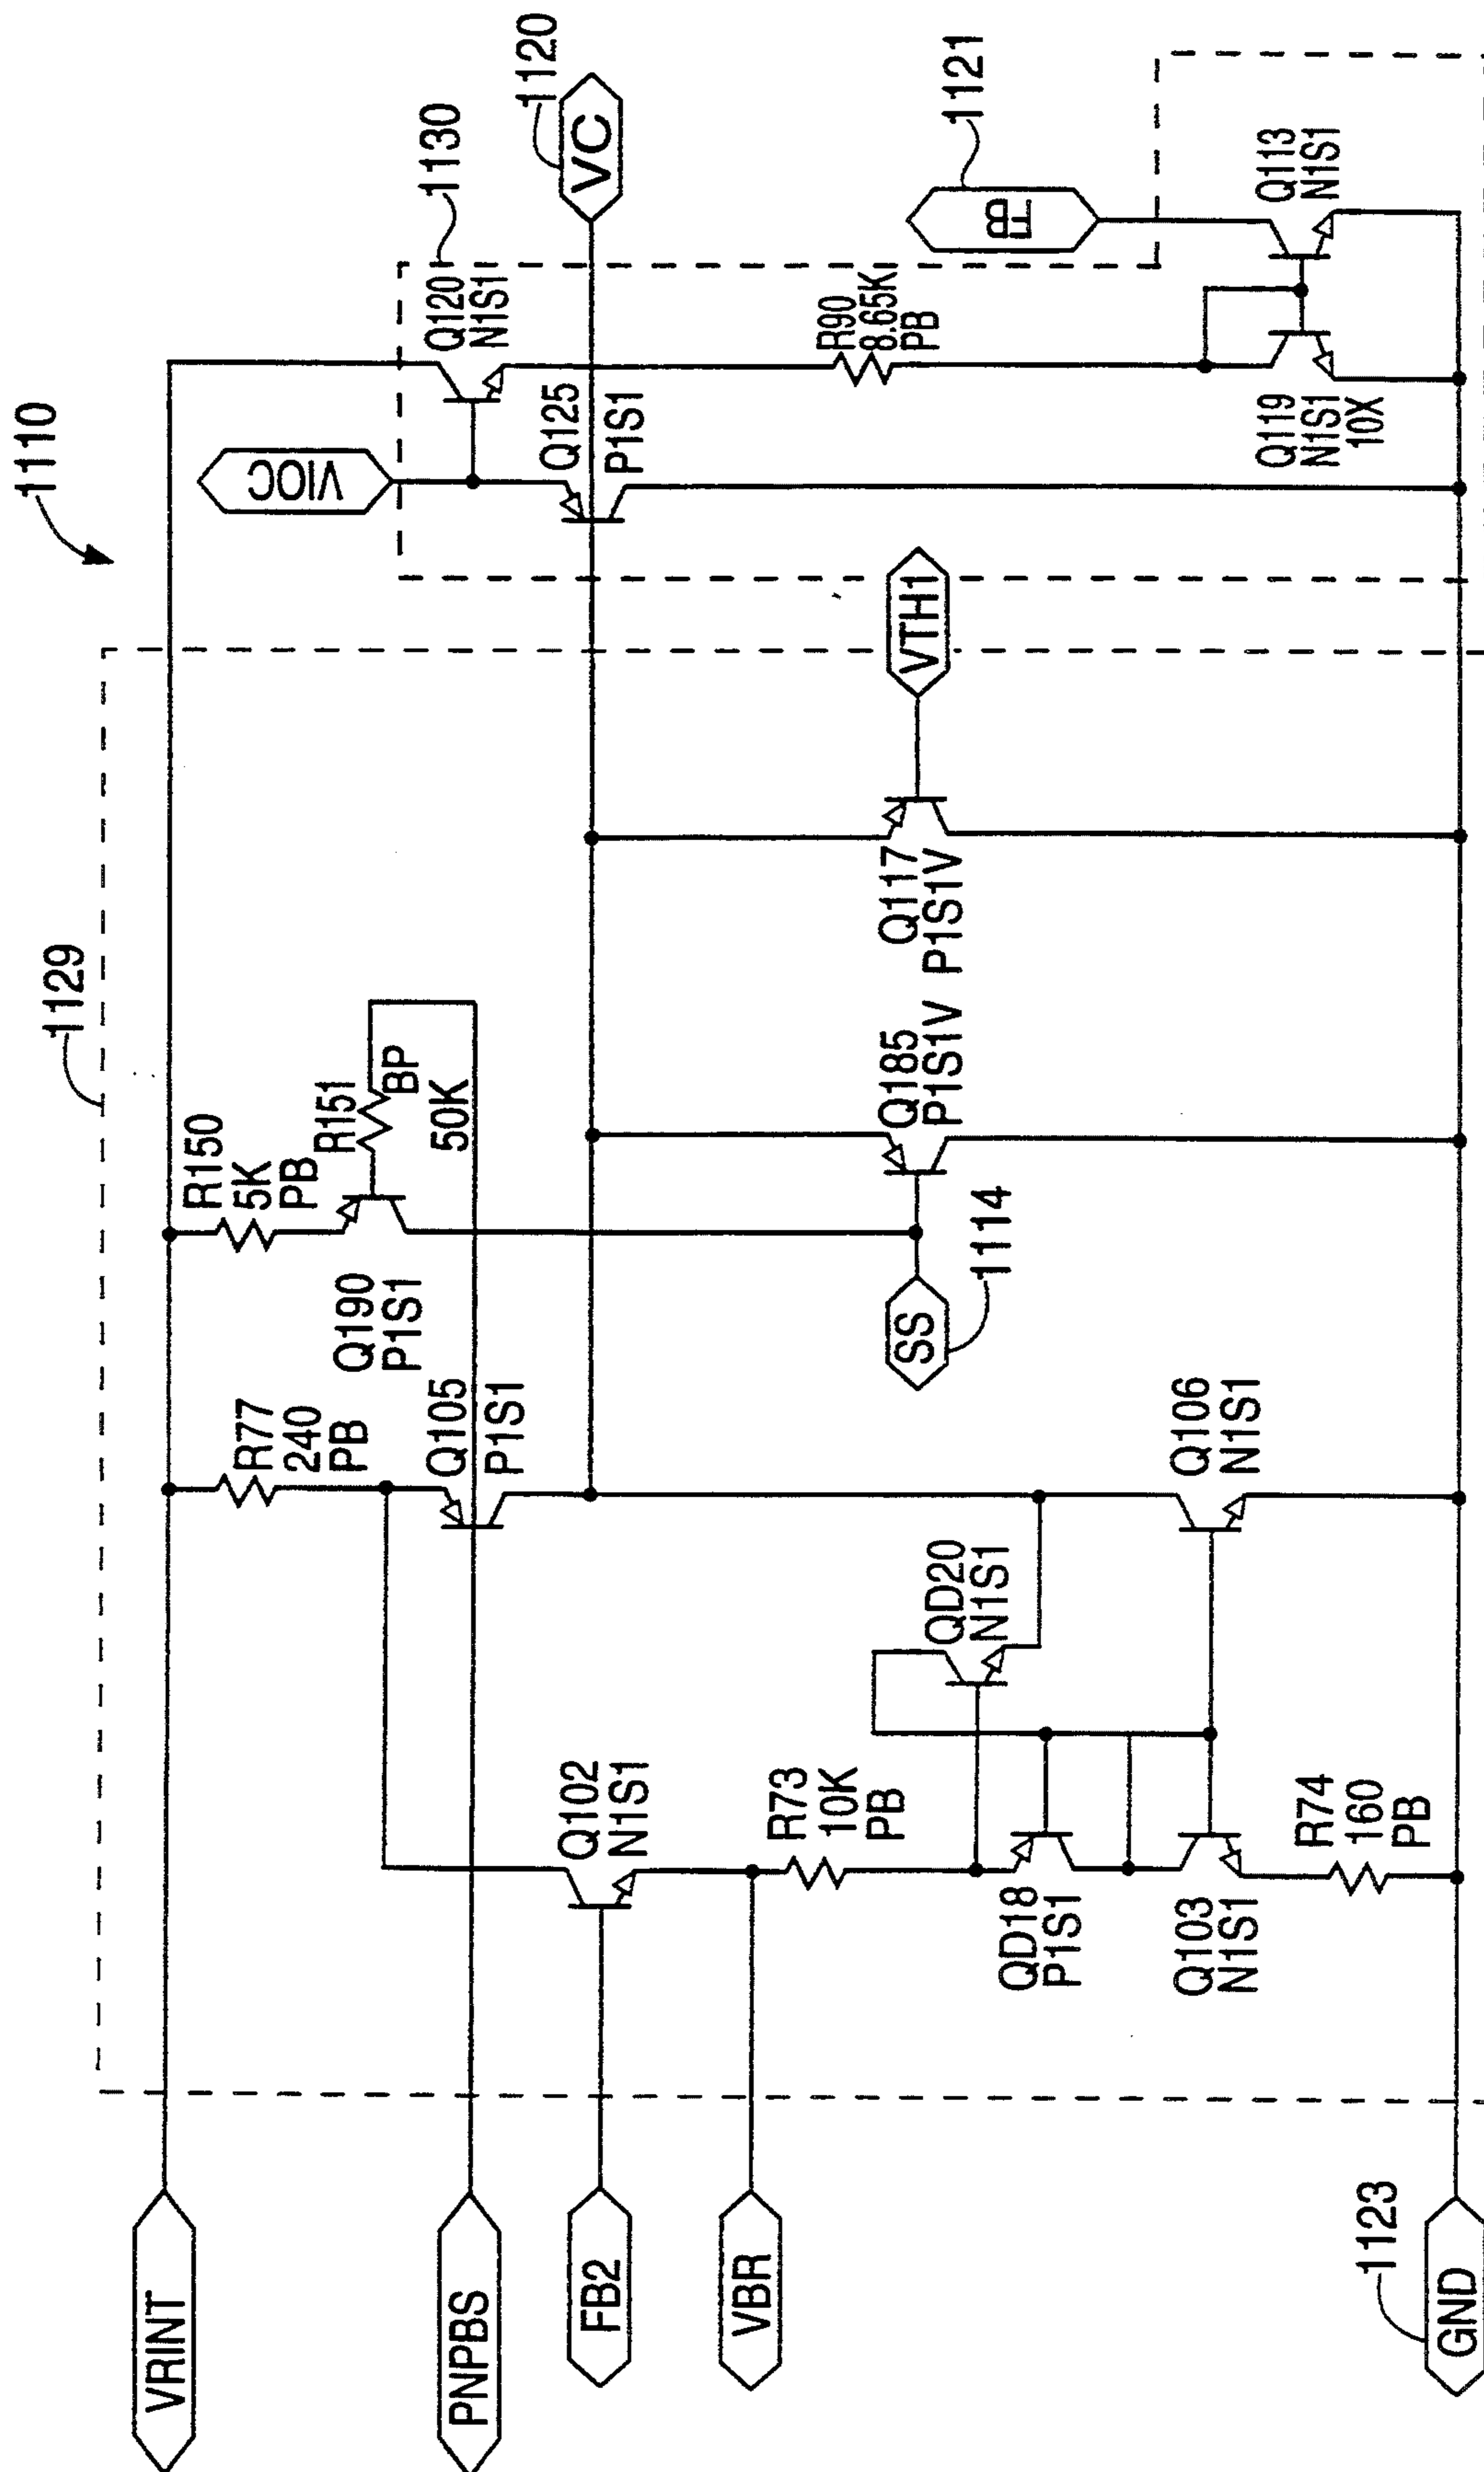 1110
1129
1130
1120
VC
1121
FB
VIOC
Q120
N1S1
Q125
P1S1
R90
8.65K
PB
Q113
N1S1
Q119
N1S1
10X
VTH1
Q117
P1S1V
Q185
P1S1V
R150
5K
PB
R151
BP
50K
Q190
P1S1
SS
1114
R77
240
PB
Q105
P1S1
Q106
N1S1
QD20
N1S1
Q102
N1S1
R73
10K
PB
QD18
P1S1
Q103
N1S1
R74
160
PB
VRINT
PNPBS
FB2
VBR
1123
GND